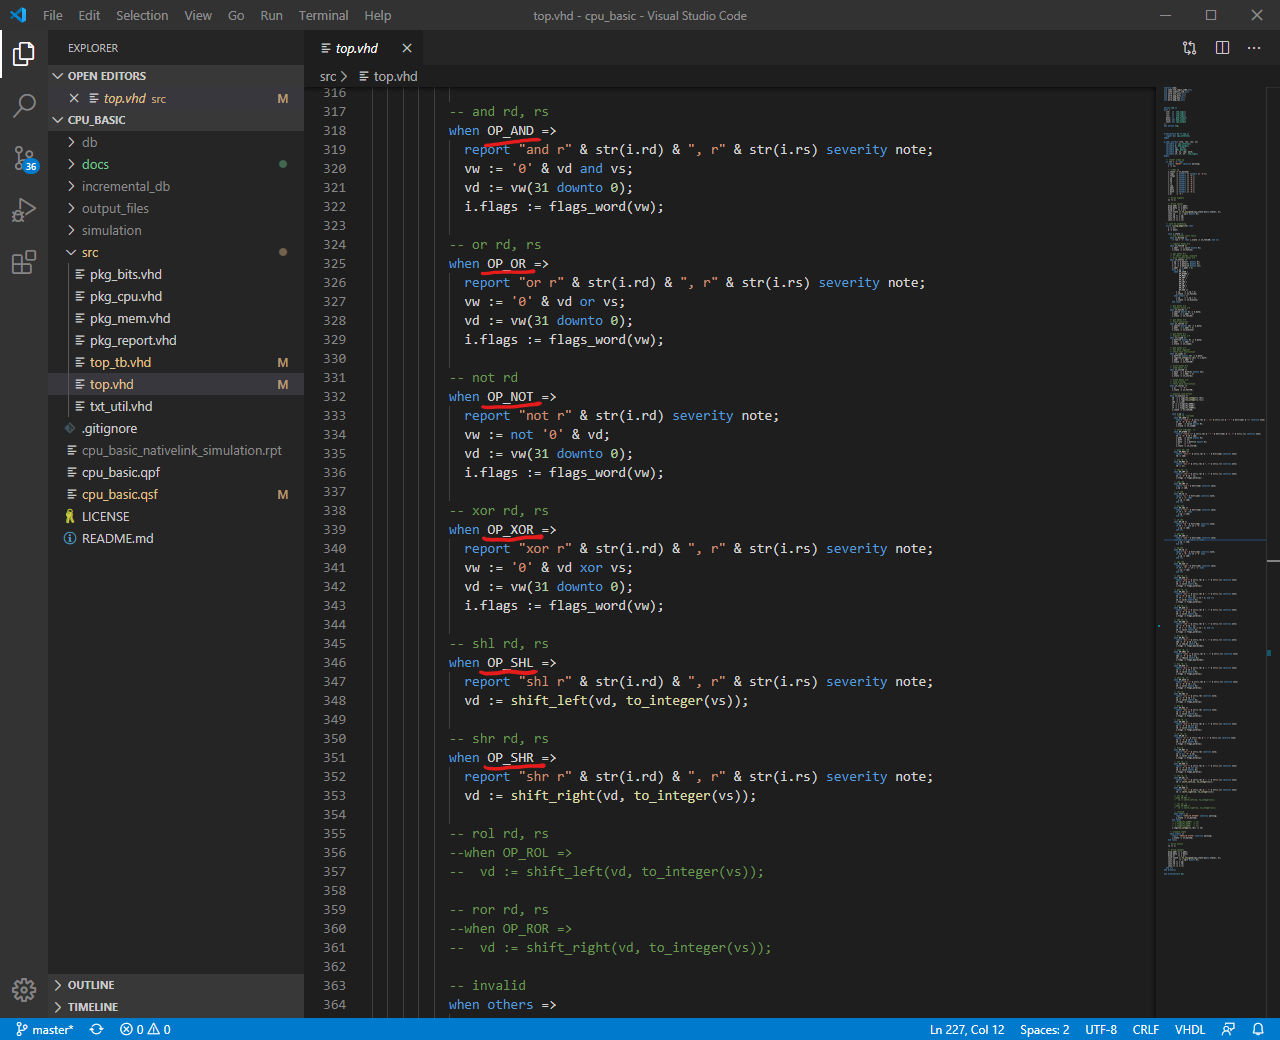 File Edit Selection View Go Run Terminal Help top.vhd - cpu_basic - Visual Studio Code
EXPLORER
OPEN EDITORS
top.vhd src M
CPU_BASIC
db
docs
incremental_db
output_files
simulation
src
pkg_bits.vhd
pkg_cpu.vhd
pkg_mem.vhd
pkg_report.vhd
top_tb.vhd M
top.vhd M
txt_util.vhd
.gitignore
cpu_basic_nativelink_simulation.rpt
cpu_basic.qpf
cpu_basic.qsf M
LICENSE
README.md
OUTLINE
TIMELINE
36
top.vhd
src > top.vhd
316
317 -- and rd, rs
318 when OP_AND =>
319 report "and r" & str(i.rd) & ", r" & str(i.rs) severity note;
320 vw := '0' & vd and vs;
321 vd := vw(31 downto 0);
322 i.flags := flags_word(vw);
323
324 -- or rd, rs
325 when OP_OR =>
326 report "or r" & str(i.rd) & ", r" & str(i.rs) severity note;
327 vw := '0' & vd or vs;
328 vd := vw(31 downto 0);
329 i.flags := flags_word(vw);
330
331 -- not rd
332 when OP_NOT =>
333 report "not r" & str(i.rd) severity note;
334 vw := not '0' & vd;
335 vd := vw(31 downto 0);
336 i.flags := flags_word(vw);
337
338 -- xor rd, rs
339 when OP_XOR =>
340 report "xor r" & str(i.rd) & ", r" & str(i.rs) severity note;
341 vw := '0' & vd xor vs;
342 vd := vw(31 downto 0);
343 i.flags := flags_word(vw);
344
345 -- shl rd, rs
346 when OP_SHL =>
347 report "shl r" & str(i.rd) & ", r" & str(i.rs) severity note;
348 vd := shift_left(vd, to_integer(vs));
349
350 -- shr rd, rs
351 when OP_SHR =>
352 report "shr r" & str(i.rd) & ", r" & str(i.rs) severity note;
353 vd := shift_right(vd, to_integer(vs));
354
355 -- rol rd, rs
356 --when OP_ROL =>
357 --  vd := shift_left(vd, to_integer(vs));
358
359 -- ror rd, rs
360 --when OP_ROR =>
361 --  vd := shift_right(vd, to_integer(vs));
362
363 -- invalid
364 when others =>
master* 0 0 Ln 227, Col 12 Spaces: 2 UTF-8 CRLF VHDL